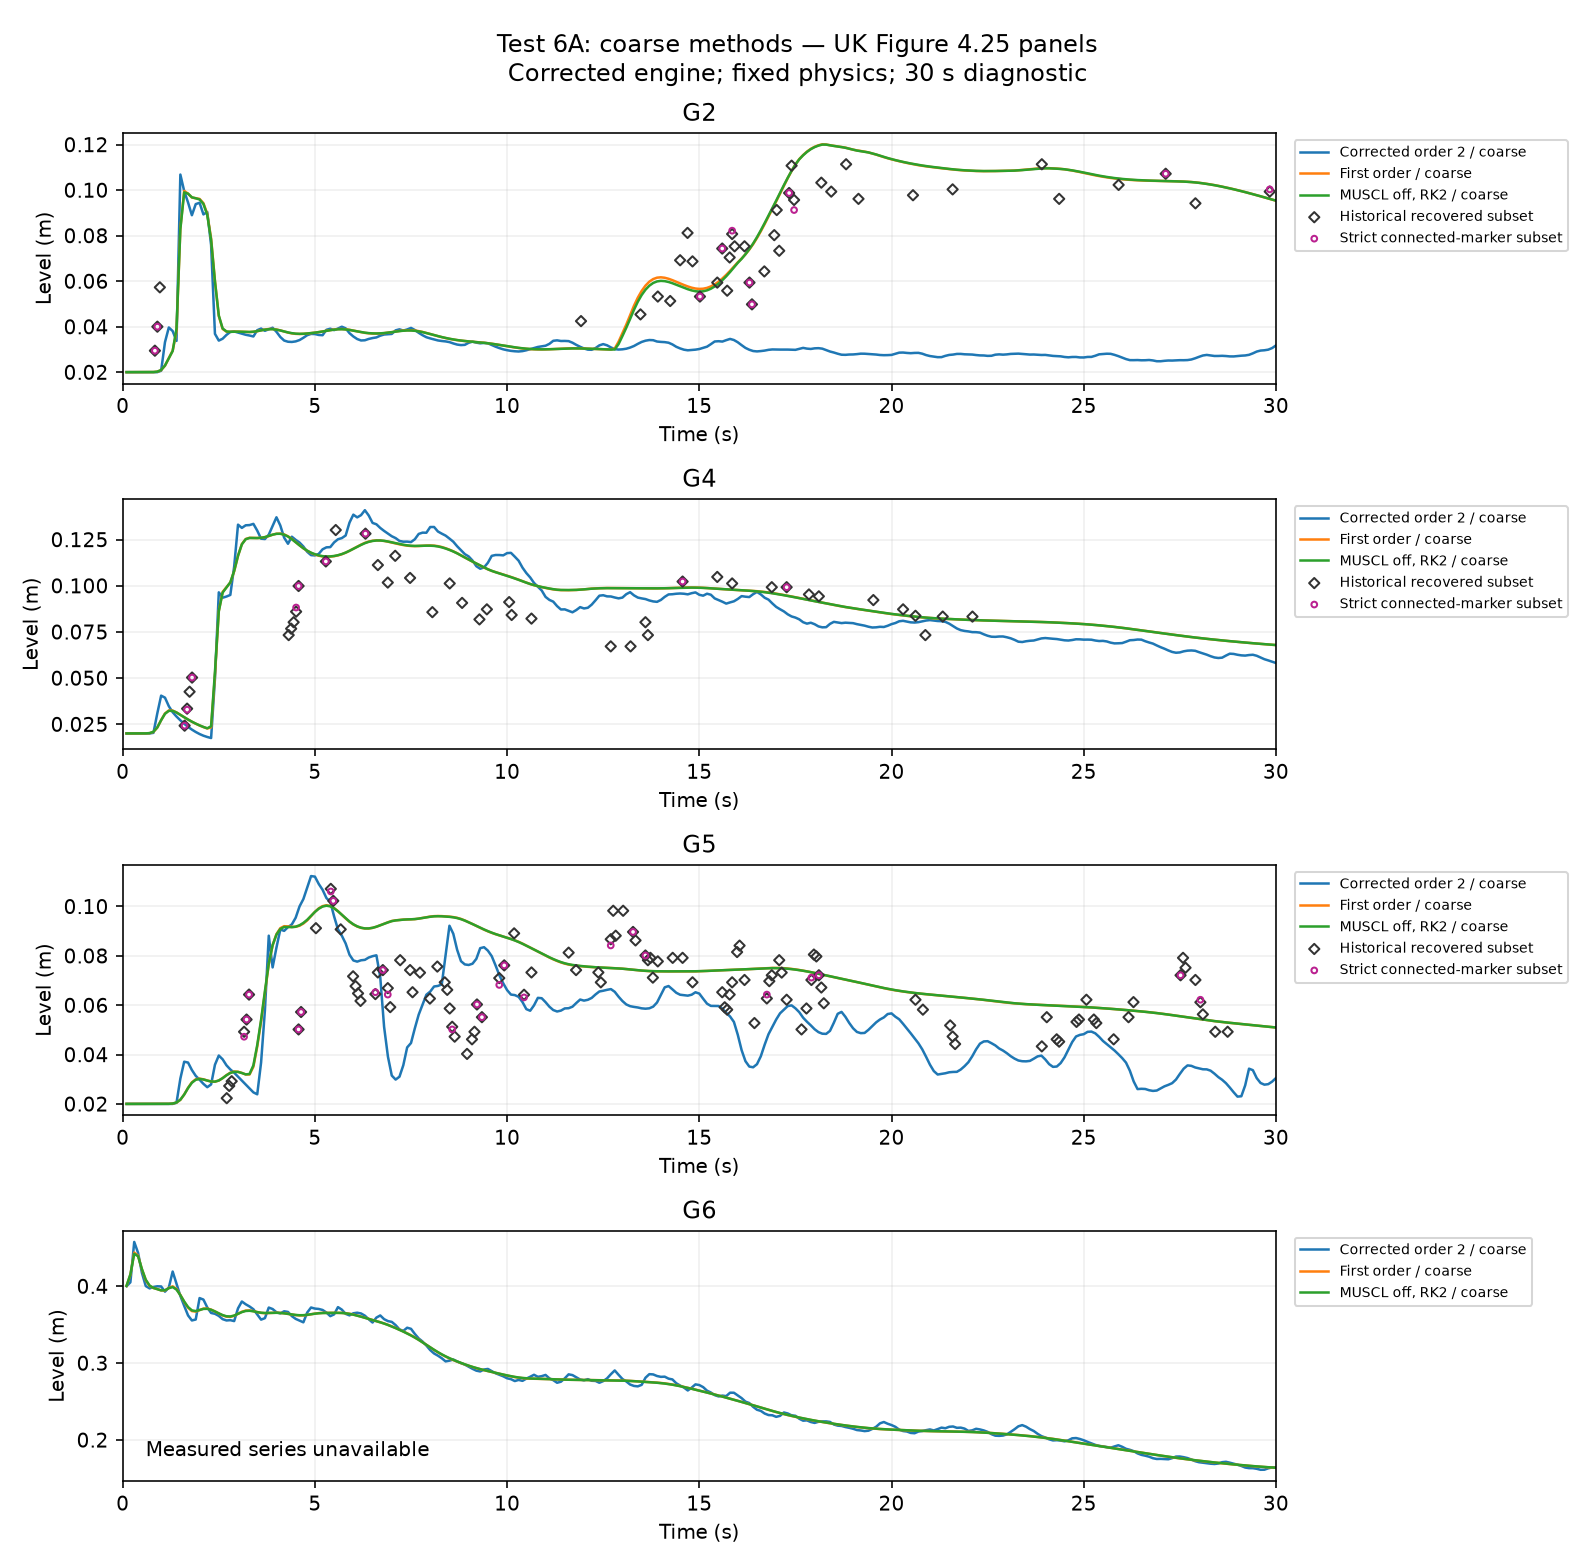 Test 6A: coarse methods — UK Figure 4.25 panels
Corrected engine; fixed physics; 30 s diagnostic
G2
Level (m)
0.12
0.10
0.08
0.06
0.04
0.02
0 5 10 15 20 25 30
Time (s)
Corrected order 2 / coarse
First order / coarse
MUSCL off, RK2 / coarse
Historical recovered subset
Strict connected-marker subset
G4
Level (m)
0.125
0.100
0.075
0.050
0.025
0 5 10 15 20 25 30
Time (s)
Corrected order 2 / coarse
First order / coarse
MUSCL off, RK2 / coarse
Historical recovered subset
Strict connected-marker subset
G5
Level (m)
0.10
0.08
0.06
0.04
0.02
0 5 10 15 20 25 30
Time (s)
Corrected order 2 / coarse
First order / coarse
MUSCL off, RK2 / coarse
Historical recovered subset
Strict connected-marker subset
G6
Level (m)
0.4
0.3
0.2
Measured series unavailable
0 5 10 15 20 25 30
Time (s)
Corrected order 2 / coarse
First order / coarse
MUSCL off, RK2 / coarse